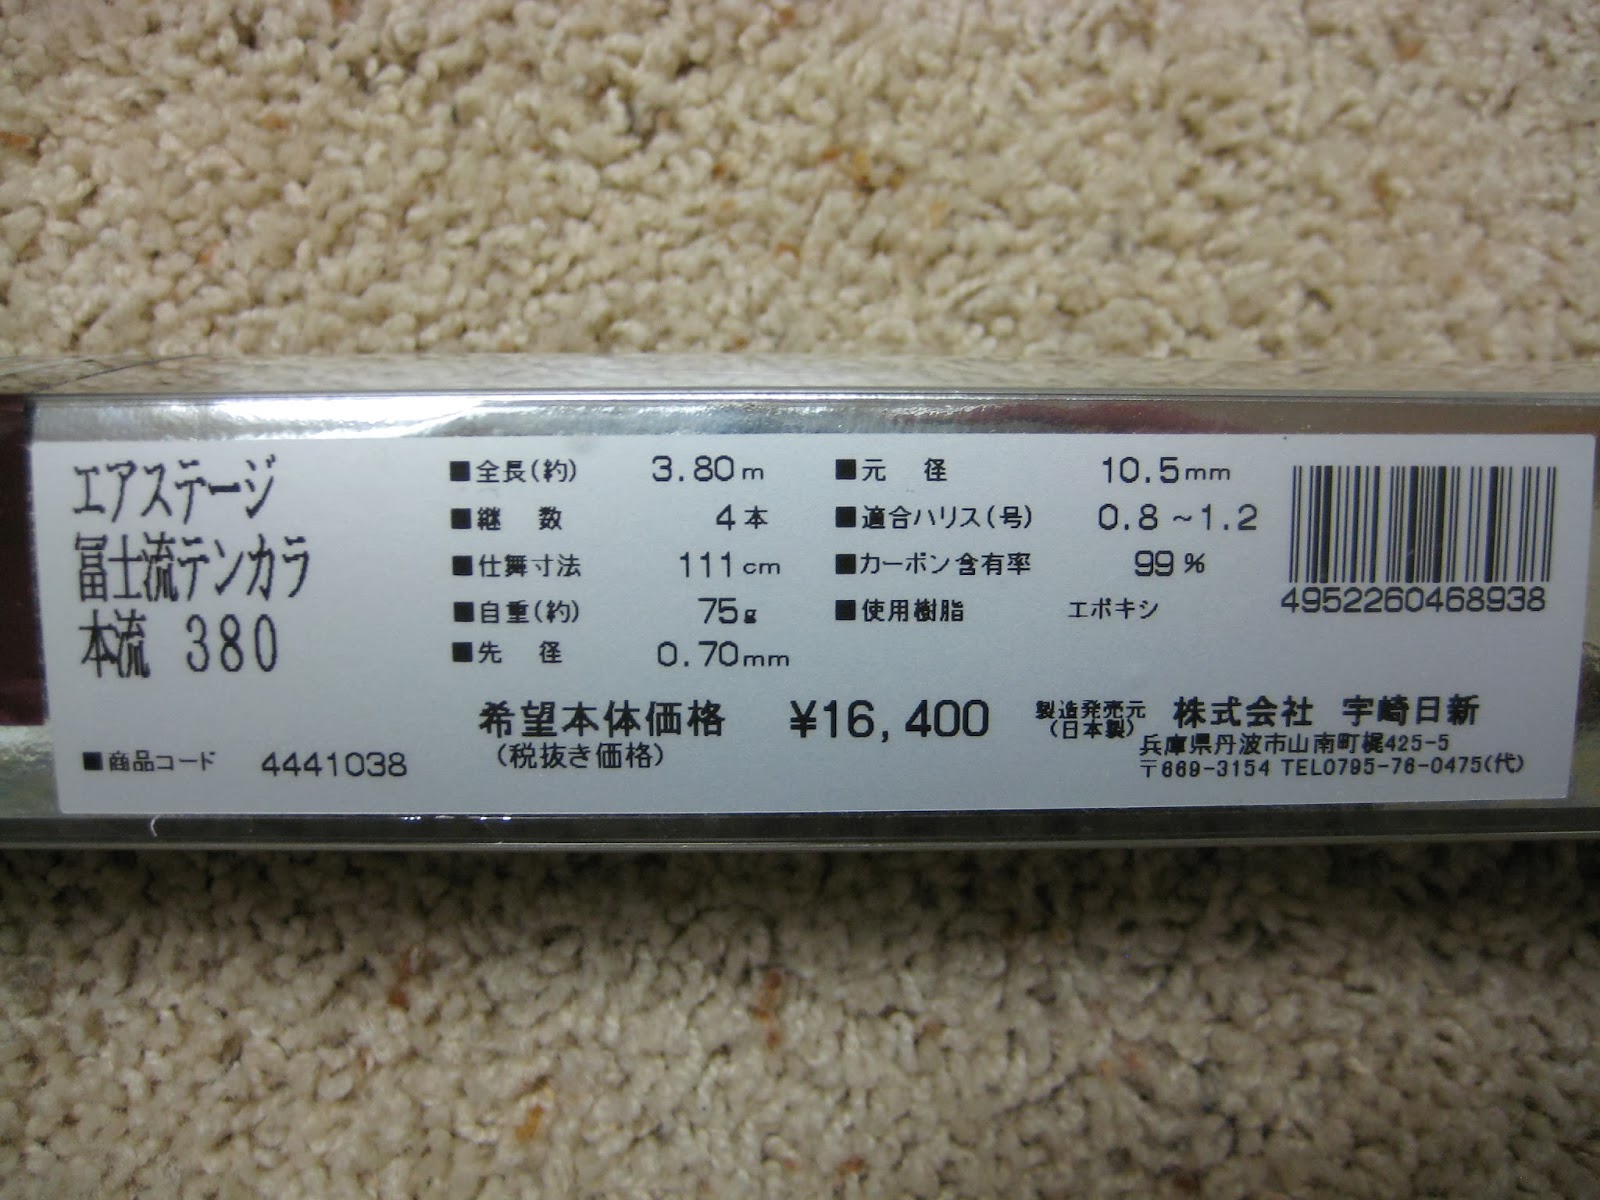 エアステージ
冨士流テンカラ
本流 380
■商品コード 4441038
■全長(約) 3.80m
■継 数 4本
■仕舞寸法 111cm
■自重(約) 75g
■先 径 0.70mm
■元 径 10.5mm
■適合ハリス(号) 0.8~1.2
■カーボン含有率 99%
■使用樹脂 エポキシ
4952260468938
希望本体価格 ¥16,400
(税抜き価格)
製造発売元 株式会社 宇崎日新
(日本製)
兵庫県丹波市山南町梶425-5
〒669-3154 TEL0795-76-0475(代)